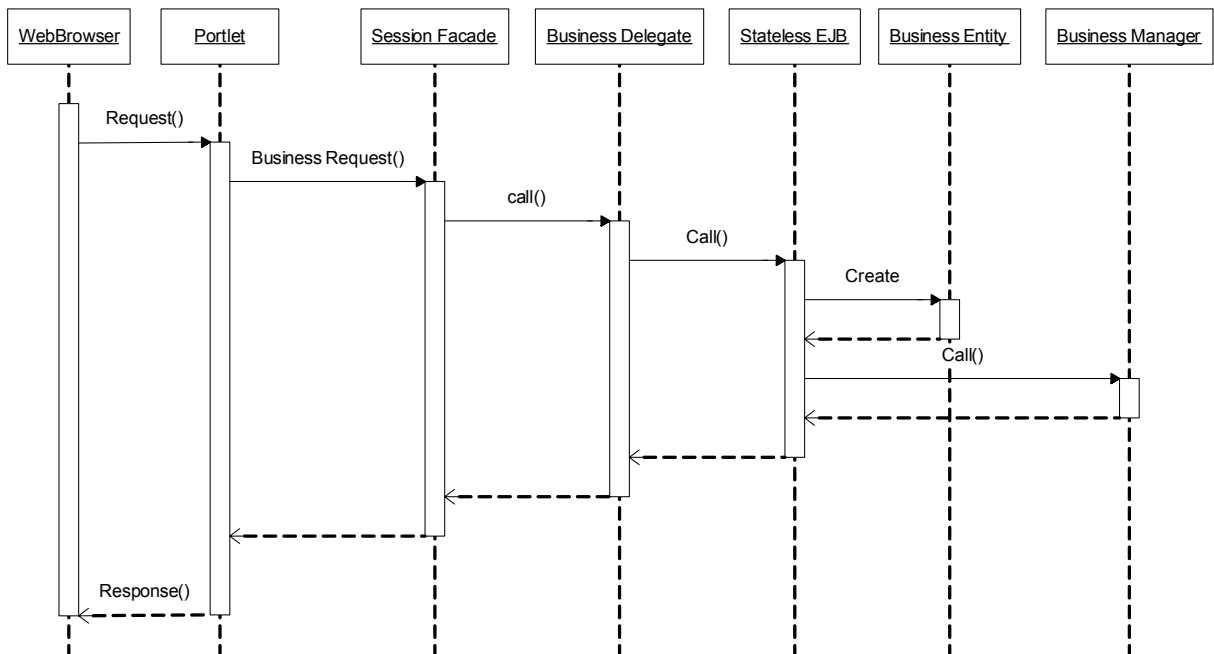 WebBrowser
Portlet
Session Facade
Business Delegate
Stateless EJB
Business Entity
Business Manager
Request()
Business Request()
call()
Call()
Create
Call()
Response()